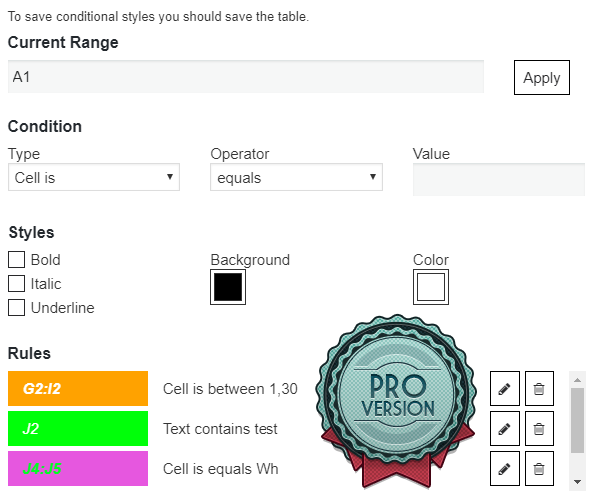 To save conditional styles you should save the table.
Current Range
A1
Apply
Condition
Type
Operator
Value
Cell is
equals
Styles
Bold
Background
Color
Italic
Underline
Rules
G2:I2
Cell is between 1,30
J2
Text contains test
J4:J5
Cell is equals Wh
PRO
VERSION